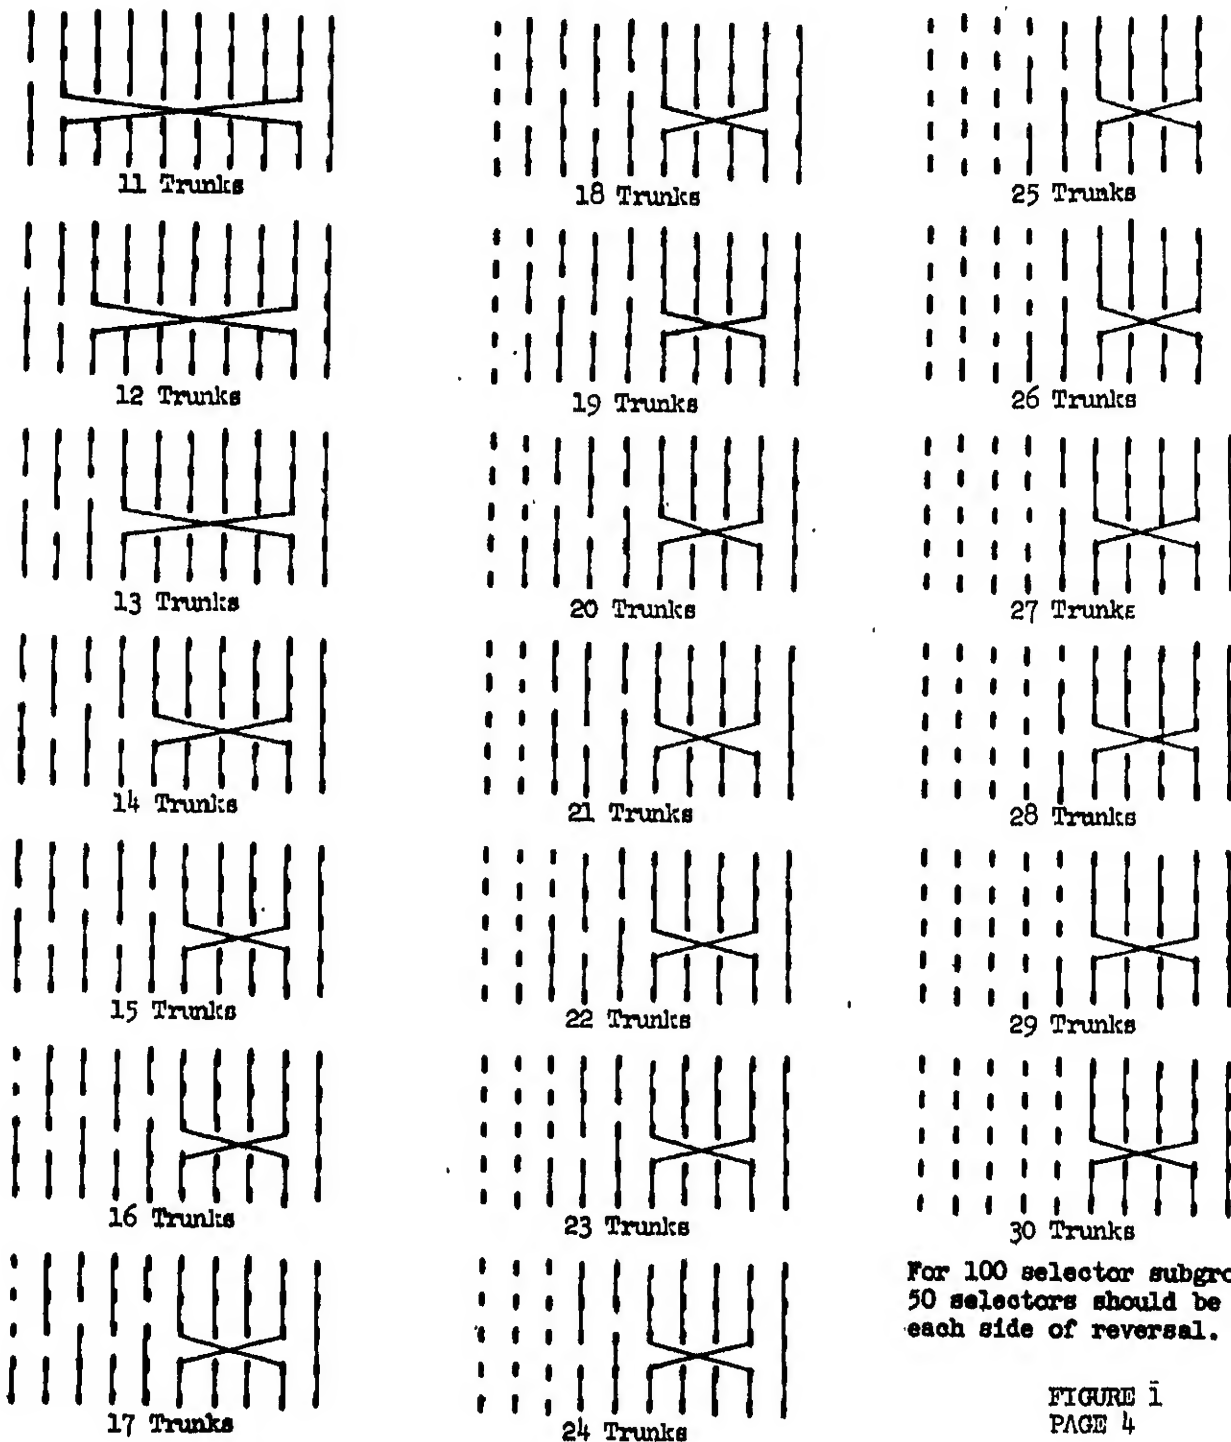 11 Trunks
12 Trunks
13 Trunks
14 Trunks
15 Trunks
16 Trunks
17 Trunks
18 Trunks
19 Trunks
20 Trunks
21 Trunks
22 Trunks
23 Trunks
24 Trunks
25 Trunks
26 Trunks
27 Trunks
28 Trunks
29 Trunks
30 Trunks
For 100 selector subgro
50 selectors should be
each side of reversal.
FIGURE 1
PAGE 4